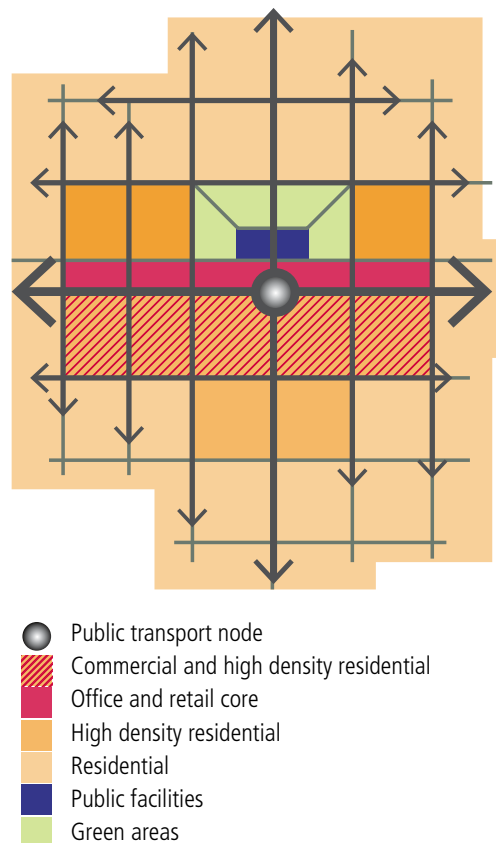 Public transport node
Commercial and high density residential
Office and retail core
High density residential
Residential
Public facilities
Green areas